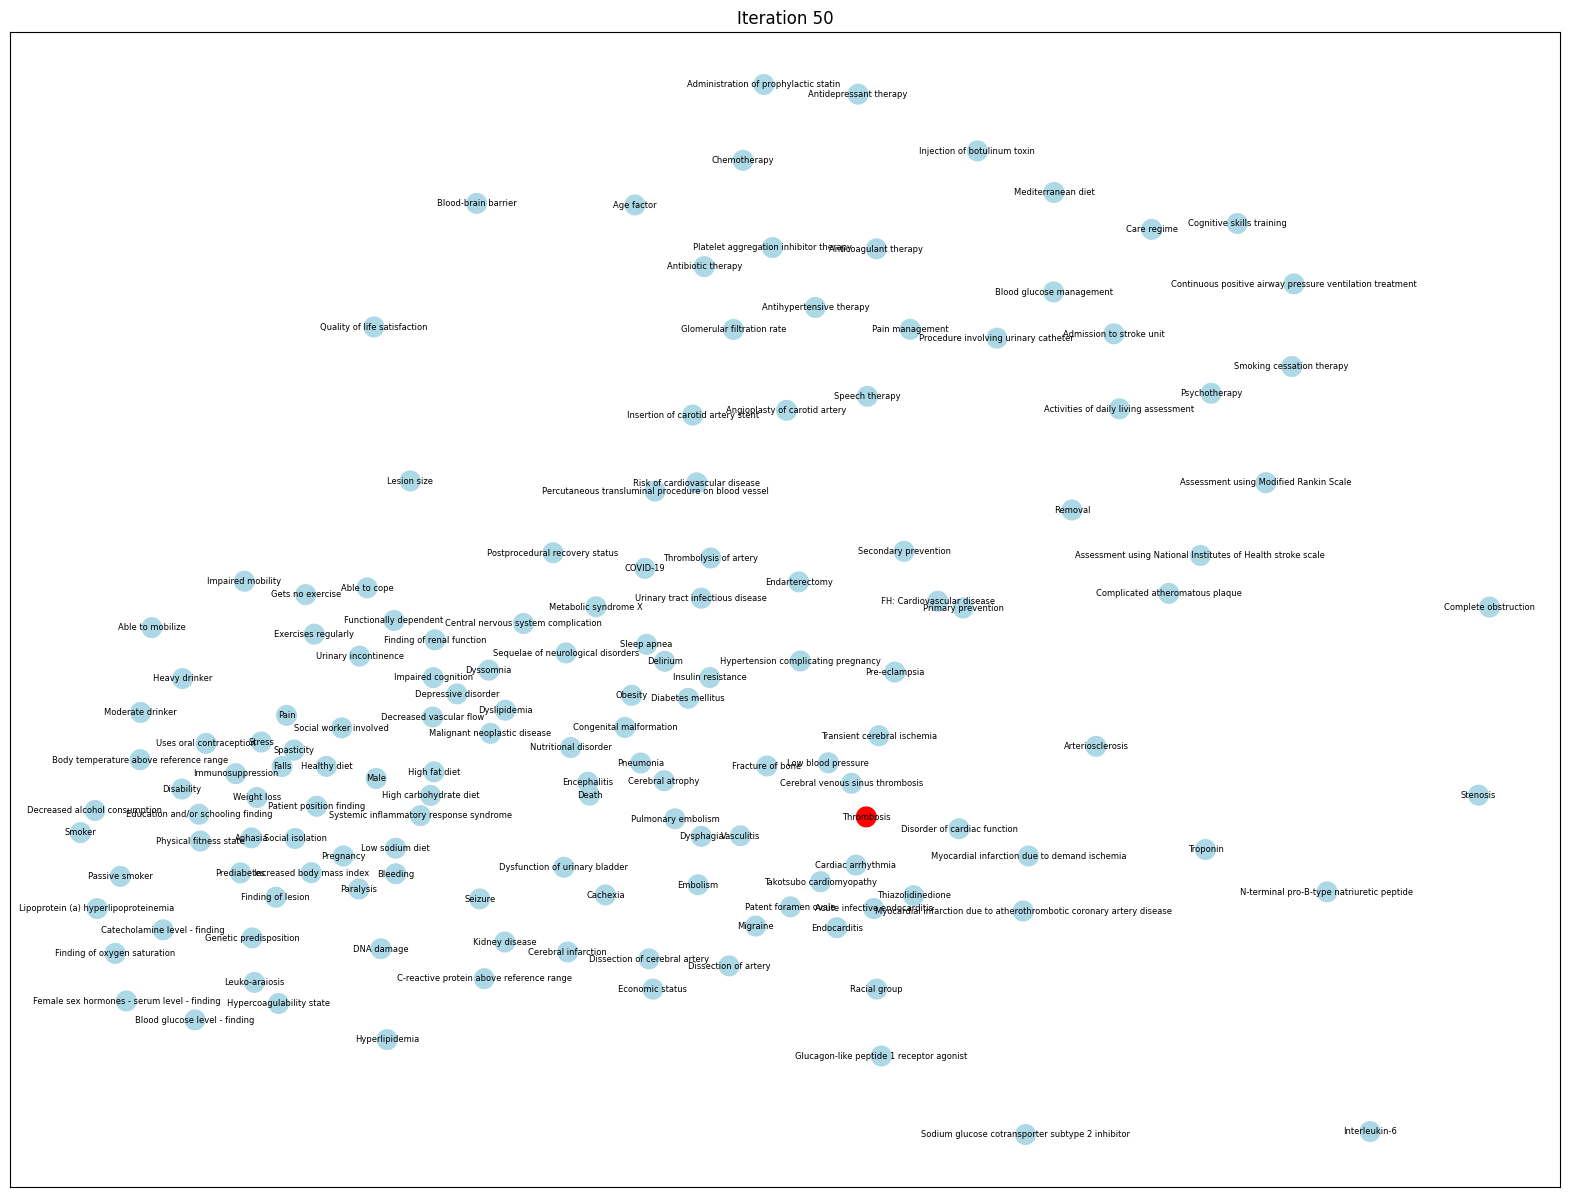 Iteration 50
Administration of prophylactic statin
Antidepressant therapy
Injection of botulinum toxin
Chemotherapy
Mediterranean diet
Blood-brain barrier
Age factor
Care regime
Cognitive skills training
Platelet aggregation inhibitor therapy
Anticoagulant therapy
Antibiotic therapy
Continuous positive airway pressure ventilation treatment
Blood glucose management
Antihypertensive therapy
Quality of life satisfaction
Glomerular filtration rate
Pain management
Procedure involving urinary catheter
Admission to stroke unit
Smoking cessation therapy
Psychotherapy
Speech therapy
Activities of daily living assessment
Angioplasty of carotid artery
Insertion of carotid artery stent
Lesion size
Risk of cardiovascular disease
Assessment using Modified Rankin Scale
Percutaneous transluminal procedure on blood vessel
Removal
Postprocedural recovery status
Secondary prevention
Thrombolysis of artery
Assessment using National Institutes of Health stroke scale
COVID-19
Impaired mobility
Endarterectomy
Able to cope
Gets no exercise
Complicated atheromatous plaque
Urinary tract infectious disease
FH: Cardiovascular disease
Metabolic syndrome X
Primary prevention
Complete obstruction
Functionally dependent
Central nervous system complication
Able to mobilize
Exercises regularly
Finding of renal function
Sleep apnea
Sequelae of neurological disorders
Urinary incontinence
Delirium
Hypertension complicating pregnancy
Dyssomnia
Pre-eclampsia
Heavy drinker
Impaired cognition
Insulin resistance
Depressive disorder
Obesity
Diabetes mellitus
Moderate drinker
Dyslipidemia
Pain
Decreased vascular flow
Social worker involved
Congenital malformation
Malignant neoplastic disease
Transient cerebral ischemia
Uses oral contraception
Stress
Arteriosclerosis
Nutritional disorder
Spasticity
Body temperature above reference range
Pneumonia
Low blood pressure
Falls
Healthy diet
Fracture of bone
High fat diet
Immunosuppression
Male
Cerebral atrophy
Encephalitis
Cerebral venous sinus thrombosis
Disability
Death
Stenosis
High carbohydrate diet
Weight loss
Patient position finding
Decreased alcohol consumption
Education and/or schooling finding
Systemic inflammatory response syndrome
Thrombosis
Pulmonary embolism
Disorder of cardiac function
Smoker
Dysphagia
Vasculitis
Aphasia
Social isolation
Physical fitness state
Low sodium diet
Troponin
Pregnancy
Myocardial infarction due to demand ischemia
Cardiac arrhythmia
Dysfunction of urinary bladder
Prediabetes
Increased body mass index
Bleeding
Passive smoker
Takotsubo cardiomyopathy
Embolism
Paralysis
N-terminal pro-B-type natriuretic peptide
Cachexia
Thiazolidinedione
Finding of lesion
Seizure
Patent foramen ovale
Acute infective endocarditis
Lipoprotein (a) hyperlipoproteinemia
Myocardial infarction due to atherothrombotic coronary artery disease
Migraine
Endocarditis
Catecholamine level - finding
Genetic predisposition
Kidney disease
DNA damage
Cerebral infarction
Finding of oxygen saturation
Dissection of cerebral artery
Dissection of artery
C-reactive protein above reference range
Leuko-araiosis
Economic status
Racial group
Female sex hormones - serum level - finding
Hypercoagulability state
Blood glucose level - finding
Hyperlipidemia
Glucagon-like peptide 1 receptor agonist
Interleukin-6
Sodium glucose cotransporter subtype 2 inhibitor